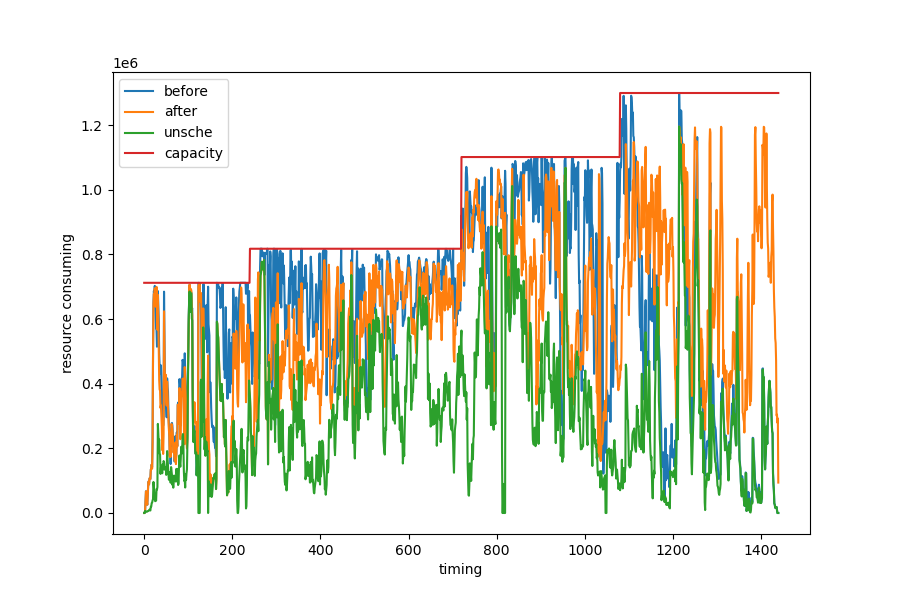 1e6
before
after
unsche
capacity
1.2
1.0
0.8
0.6
0.4
0.2
0.0
resource consuming
0 200 400 600 800 1000 1200 1400
timing